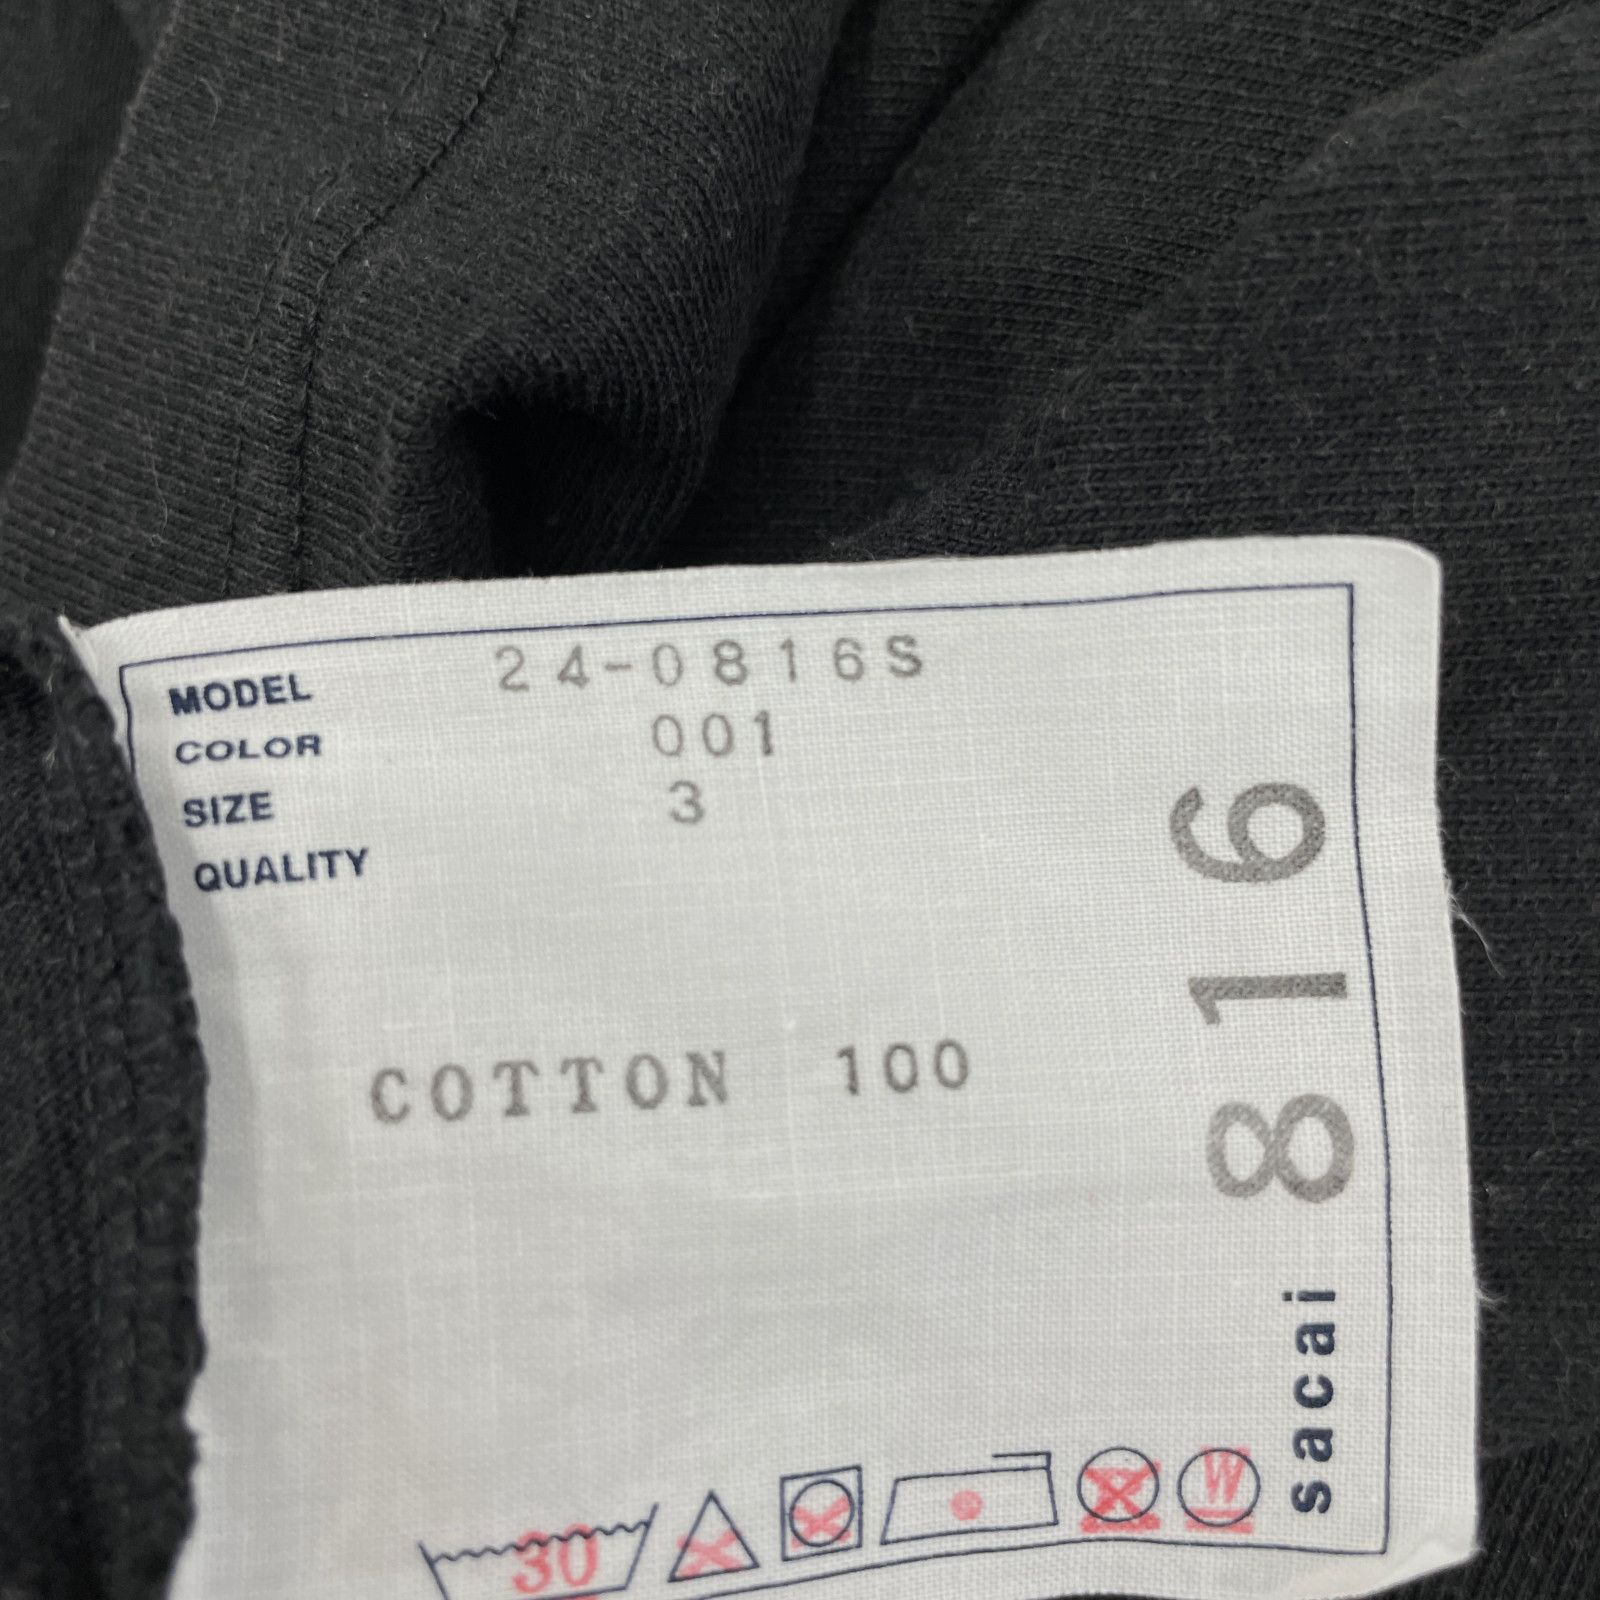 MODEL 24-0816S
COLOR 001
SIZE 3
QUALITY
COTTON 100
sacai 816
30
W